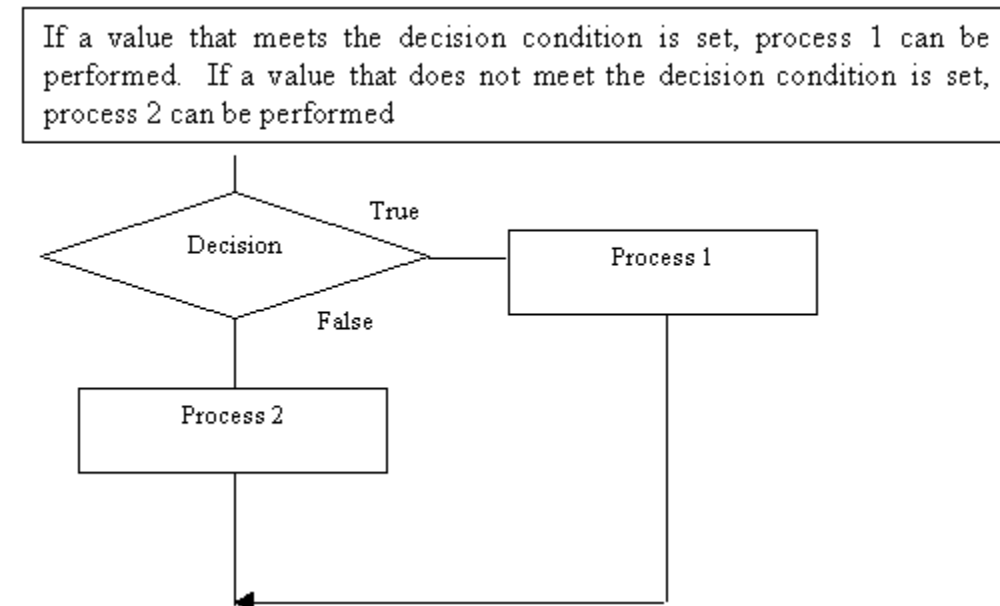 If a value that meets the decision condition is set, process 1 can be
performed. If a value that does not meet the decision condition is set,
process 2 can be performed
True
Decision
Process 1
False
Process 2